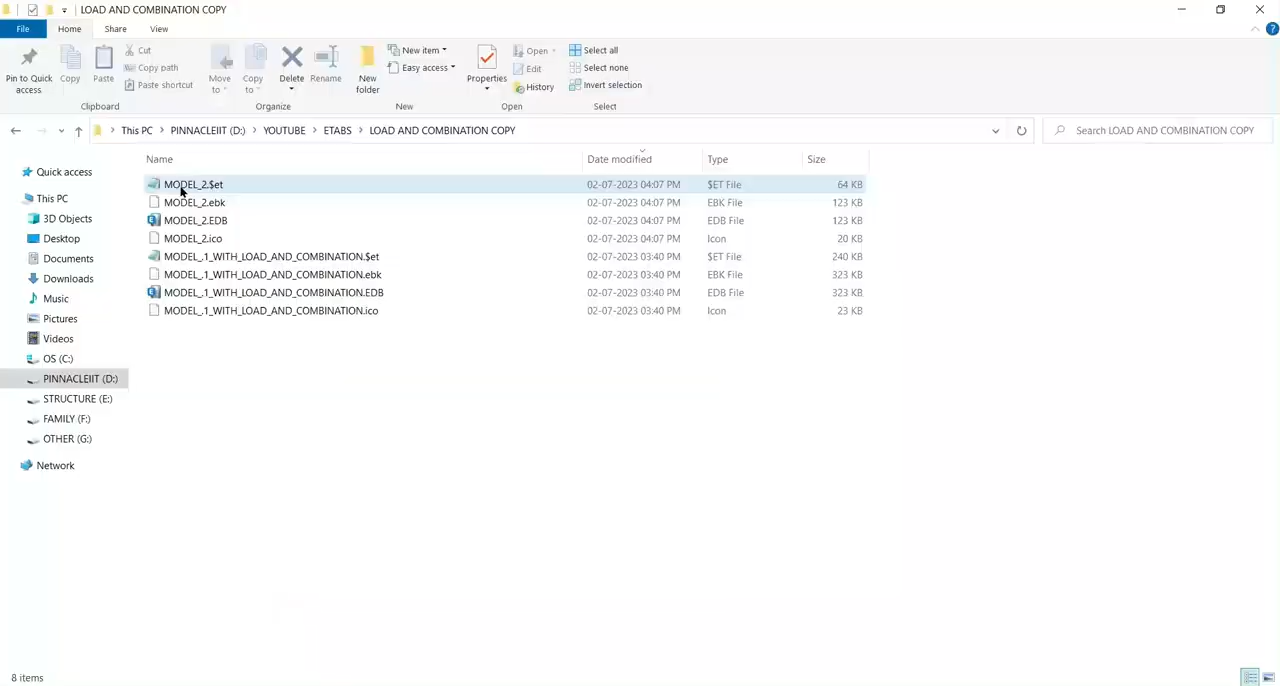 LOAD AND COMBINATION COPY
File Home Share View
Pin to Quick access
Copy
Paste
Cut
Copy path
Paste shortcut
Clipboard
Move to
Copy to
Delete
Rename
Organize
New folder
New item
Easy access
New
Properties
Open
Edit
History
Open
Select all
Select none
Invert selection
Select
This PC > PINNACLEIIT (D:) > YOUTUBE > ETABS > LOAD AND COMBINATION COPY
Search LOAD AND COMBINATION COPY
Quick access
This PC
3D Objects
Desktop
Documents
Downloads
Music
Pictures
Videos
OS (C:)
PINNACLEIIT (D:)
STRUCTURE (E:)
FAMILY (F:)
OTHER (G:)
Network
Name Date modified Type Size
MODEL_2.$et 02-07-2023 04:07 PM $ET File 64 KB
MODEL_2.ebk 02-07-2023 04:07 PM EBK File 123 KB
MODEL_2.EDB 02-07-2023 04:07 PM EDB File 123 KB
MODEL_2.ico 02-07-2023 04:07 PM Icon 20 KB
MODEL_.1_WITH_LOAD_AND_COMBINATION.$et 02-07-2023 03:40 PM $ET File 240 KB
MODEL_.1_WITH_LOAD_AND_COMBINATION.ebk 02-07-2023 03:40 PM EBK File 323 KB
MODEL_.1_WITH_LOAD_AND_COMBINATION.EDB 02-07-2023 03:40 PM EDB File 323 KB
MODEL_.1_WITH_LOAD_AND_COMBINATION.ico 02-07-2023 03:40 PM Icon 23 KB
8 items